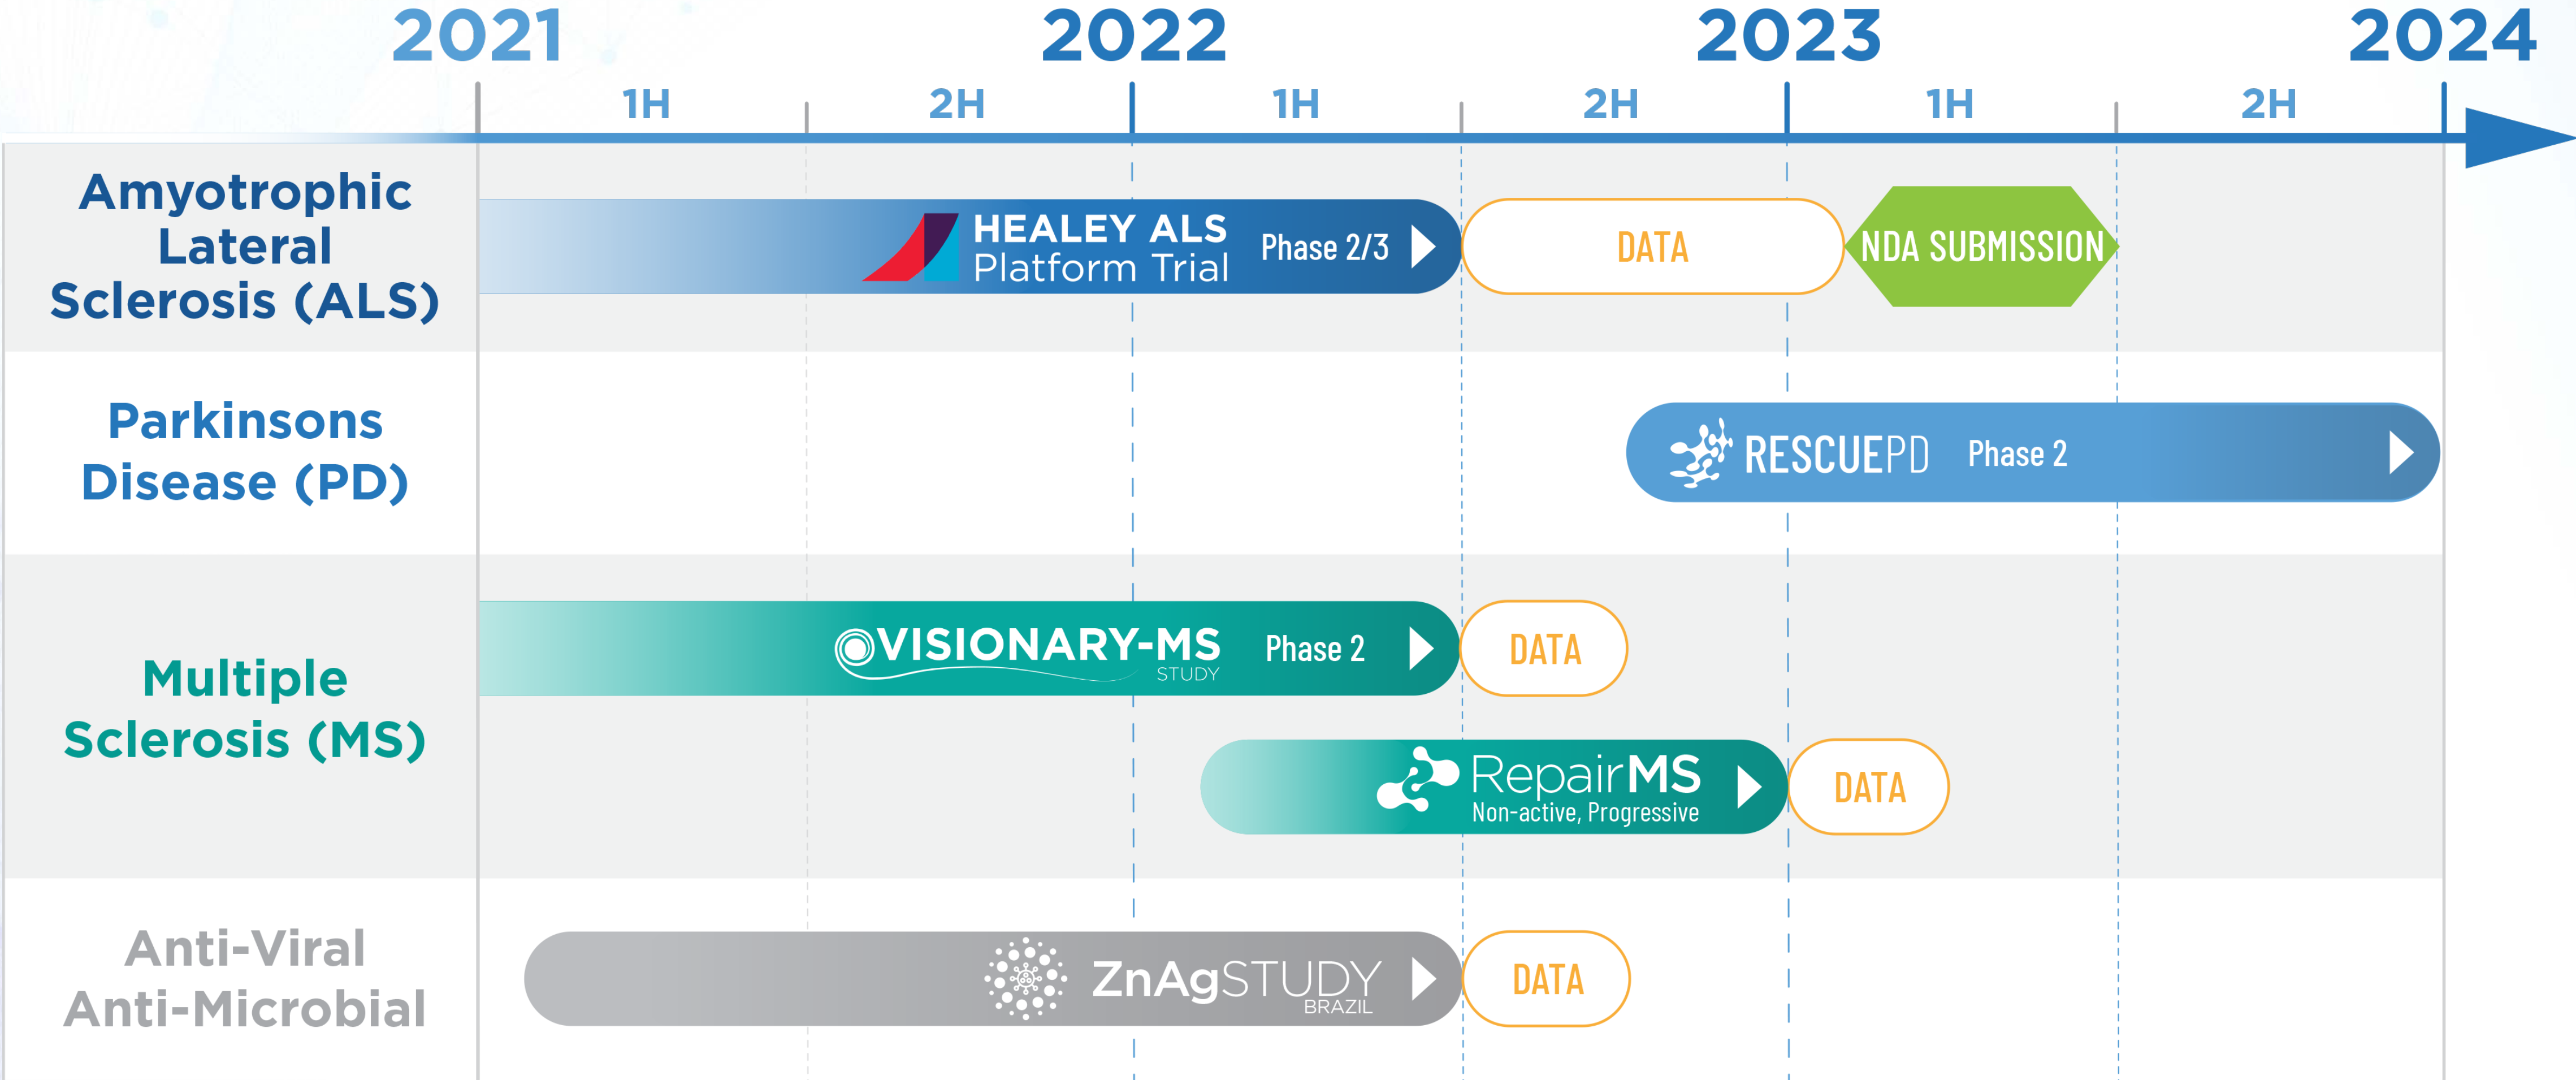 2021
2022
2023
2024
1H
2H
1H
2H
1H
2H
Amyotrophic
Lateral
Sclerosis (ALS)
HEALEY ALS
Platform Trial
Phase 2/3
DATA
NDA SUBMISSION
Parkinsons
Disease (PD)
RESCUEPD
Phase 2
Multiple
Sclerosis (MS)
VISIONARY-MS
STUDY
Phase 2
DATA
RepairMS
Non-active, Progressive
DATA
Anti-Viral
Anti-Microbial
ZnAgSTUDY
BRAZIL
DATA